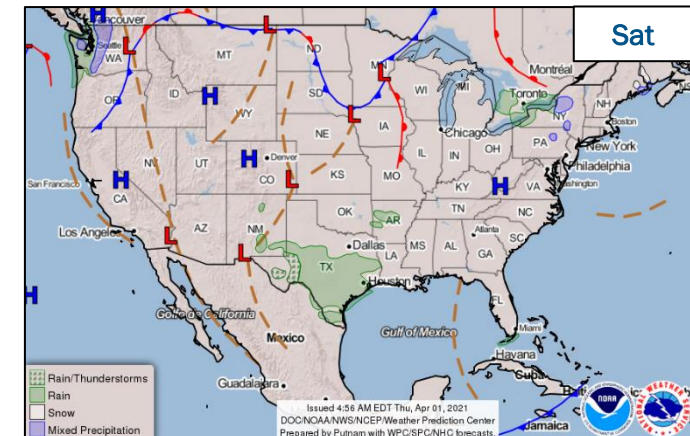 Sat
Vancouver
Seattle
WA
MT
ND
MN
Montréal
OR
ID
WY
SD
WI
MI
Toronto
NH
Boston
NY
IA
NE
Chicago
PA
New York
NV
UT
Denver
CO
KS
IL
IN
OH
Philadelphia
San Francisco
CA
MO
KY
VA
Washington
Los Angeles
AZ
NM
OK
AR
TN
NC
Atlanta
SC
Dallas
MS
AL
GA
LA
TX
Houston
FL
Golfo de California
Mexico
Gulf of Mexico
Miami
Havana
Cuba
Guadalajara
Jamaica
H
H
H
H
H
H
L
L
L
L
L
L
L
Rain/Thunderstorms
Rain
Snow
Mixed Precipitation
Issued 4:56 AM EDT Thu, Apr 01, 2021
DOC/NOAA/NWS/NCEP/Weather Prediction Center
Prepared by Putnam with WPC/SPC/NHC forecasts.
NOAA